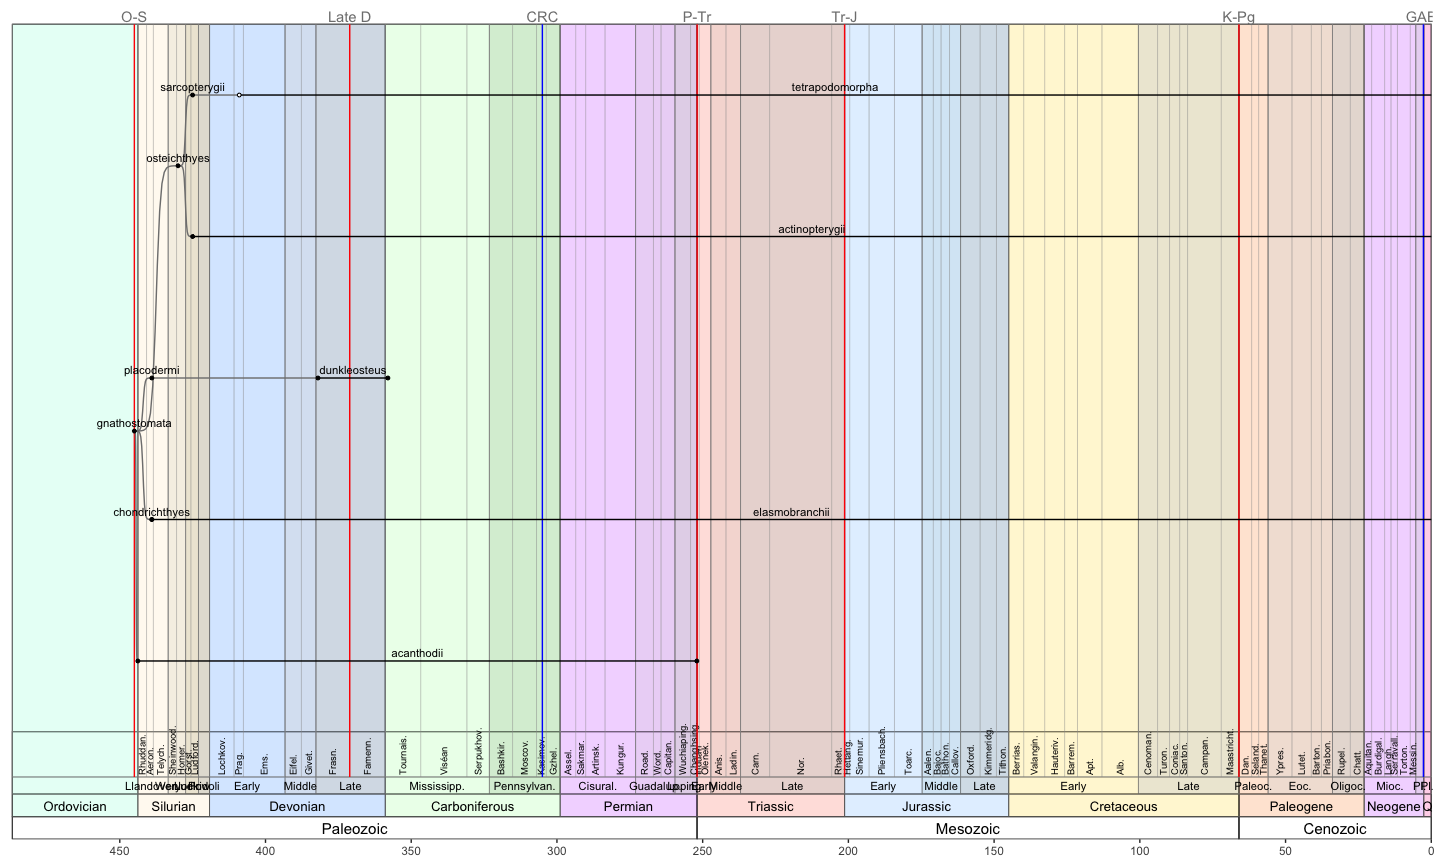 O-S Late D CRC P-Tr Tr-J K-Pg
sarcopterygii tetrapodomorpha
osteichthyes
actinopterygii
placodermi dunkleosteus
gnathostomata
chondrichthyes elasmobranchii
acanthodii
Rhuddan. Aeron. Telych. Sheinwood. Homer. Gorst. Ludford. Lochkov. Prag. Ems. Eifel. Givet. Frasn. Famenn. Tournais. Viséan Serpukhov. Bashkir. Moscov. Kasimov. Gzhel. Assel. Sakmar. Artinsk. Kungur. Road. Word. Capitan. Wuchiaping. Olenek. Anis. Ladin. Carn. Nor. Rhaet. Hettang. Sinemur. Pliensbach. Toarc. Aalen. Bajoc. Bathon. Callov. Oxford. Kimmeridg. Tithon. Berrias. Valangin. Hauteriv. Barrem. Apt. Alb. Cenoman. Turon. Coniac. Santon. Campan. Maastricht. Dan. Seland. Thanet. Ypres. Lutet. Barton. Priabon. Rupel. Chatt. Aquitan. Burdigal. Langh. Serravall. Torton. Messin.
Early Middle Late Mississipp. Pennsylvan. Cisural. Early Middle Late Early Middle Late Early Late Paleoc. Eoc. Oligoc. Mioc.
Ordovician Silurian Devonian Carboniferous Permian Triassic Jurassic Cretaceous Paleogene Neogene Q
Paleozoic Mesozoic Cenozoic
450 400 350 300 250 200 150 100 50 0